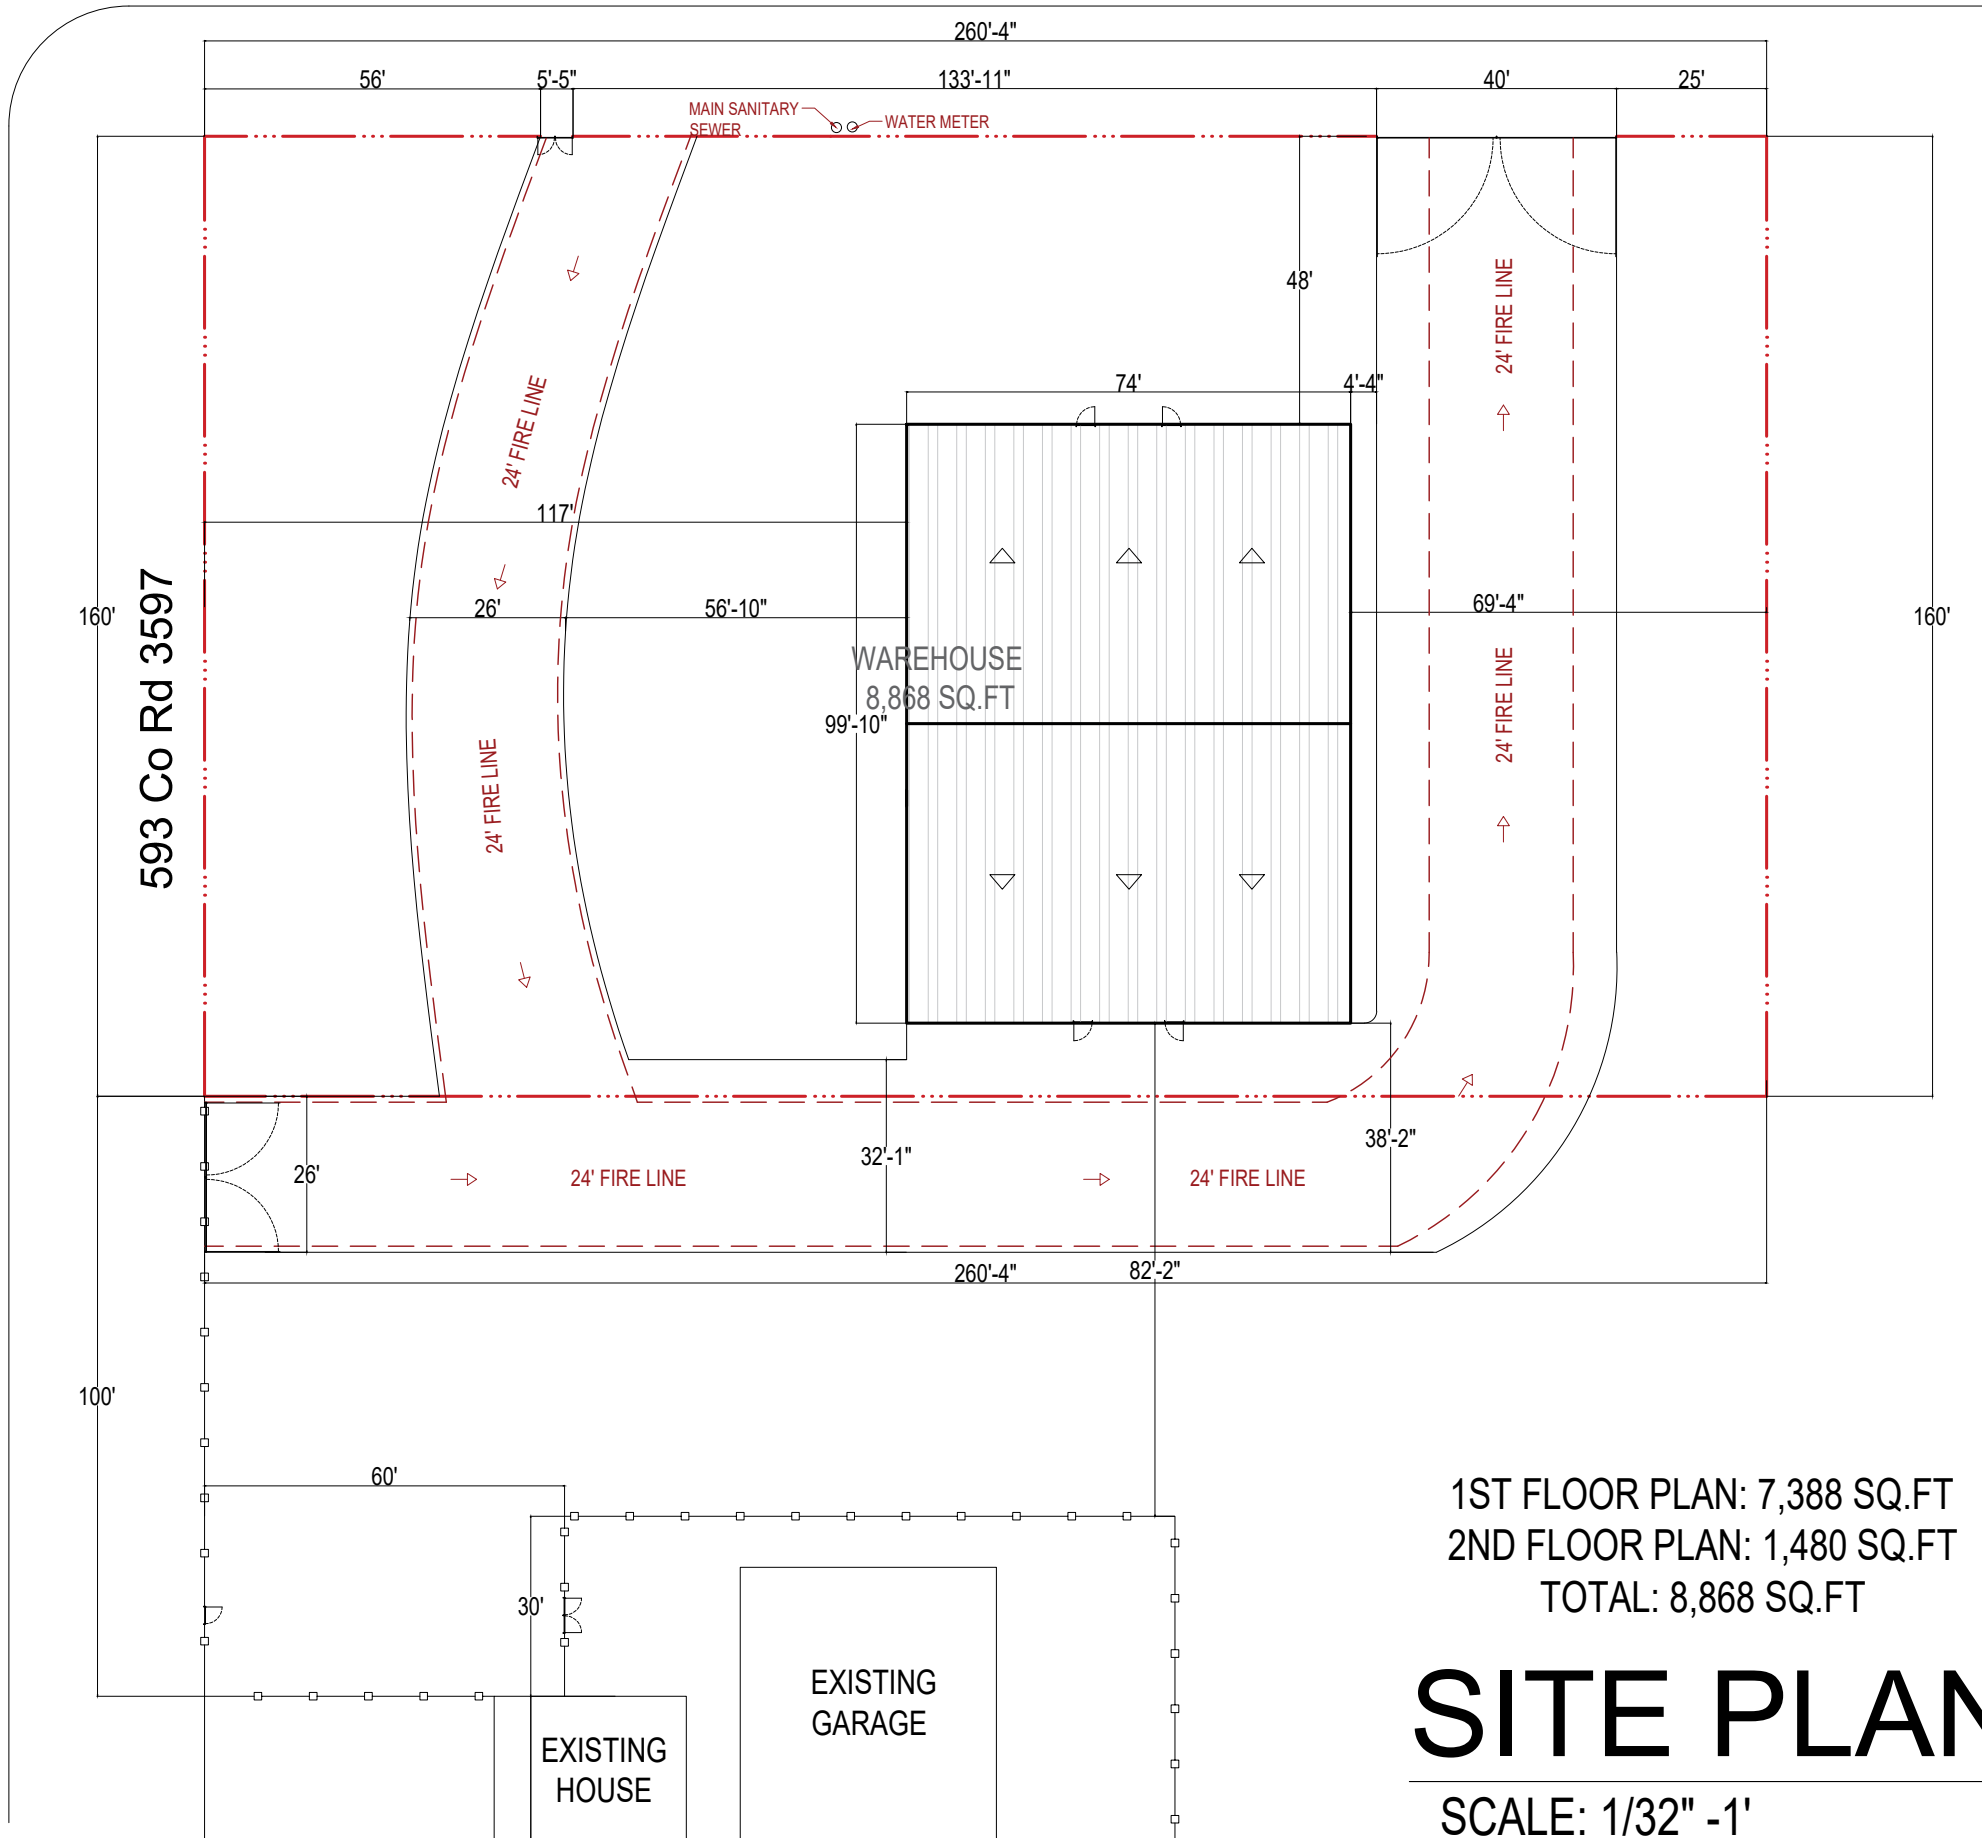 260'-4"
56'
5'-5"
133'-11"
40'
25'
MAIN SANITARY
SEWER
WATER METER
48'
24' FIRE LINE
74'
4'-4"
24' FIRE LINE
117'
593 Co Rd 3597
160'
26'
56'-10"
69'-4"
160'
WAREHOUSE
8,868 SQ.FT
99'-10"
24' FIRE LINE
24' FIRE LINE
26'
24' FIRE LINE
32'-1"
24' FIRE LINE
38'-2"
260'-4"
82'-2"
100'
60'
30'
EXISTING
GARAGE
EXISTING
HOUSE
1ST FLOOR PLAN: 7,388 SQ.FT
2ND FLOOR PLAN: 1,480 SQ.FT
TOTAL: 8,868 SQ.FT
SITE PLAN
SCALE: 1/32" -1'